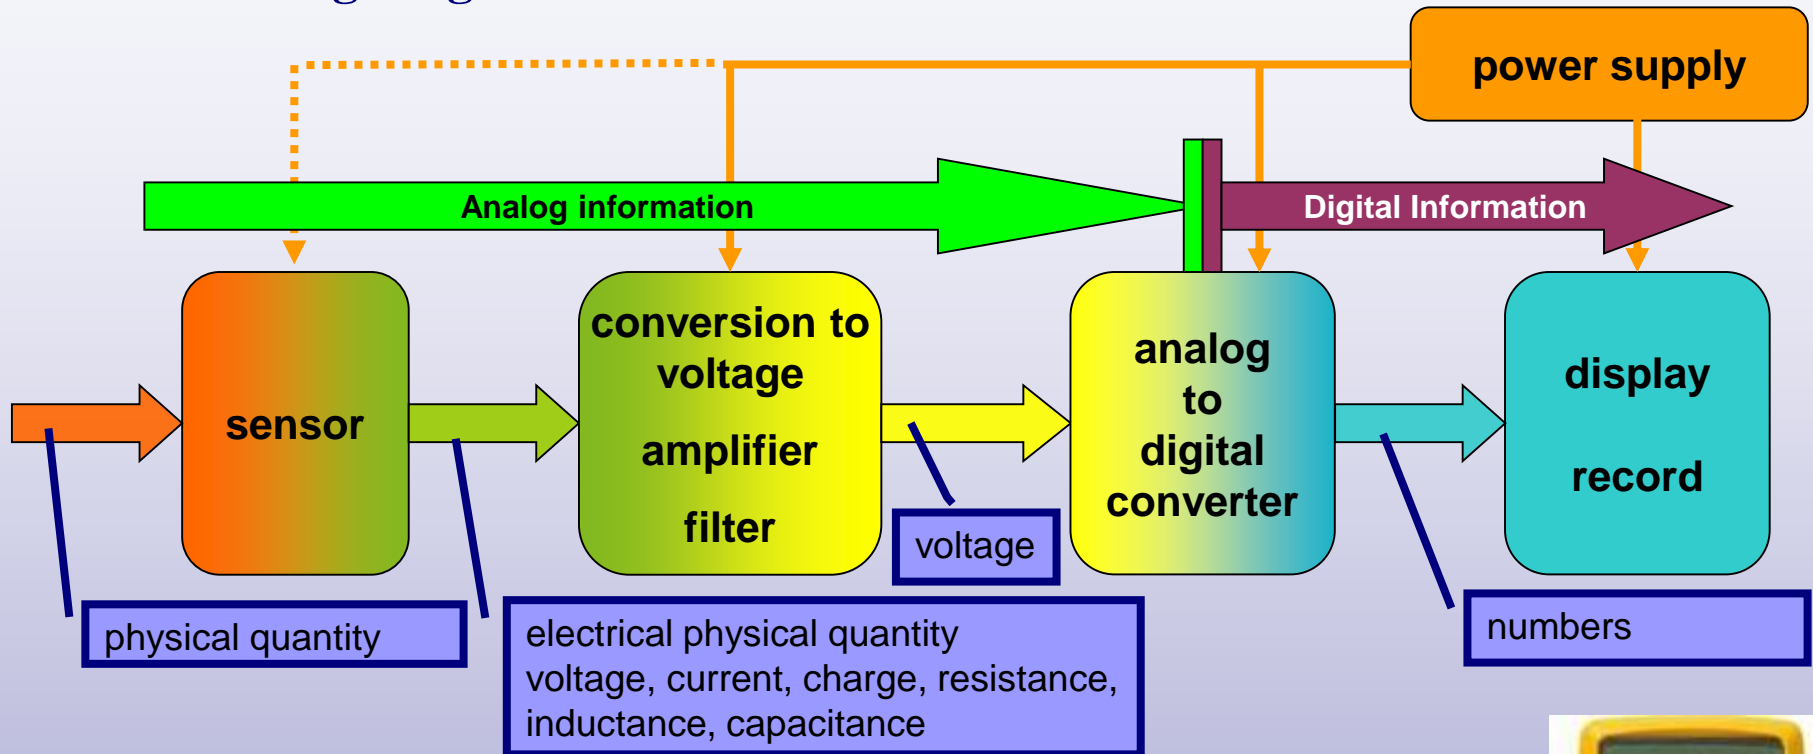 power supply
Analog information
Digital Information
sensor
conversion to
voltage
amplifier
filter
analog
to
digital
converter
display
record
voltage
physical quantity
electrical physical quantity
voltage, current, charge, resistance,
inductance, capacitance
numbers